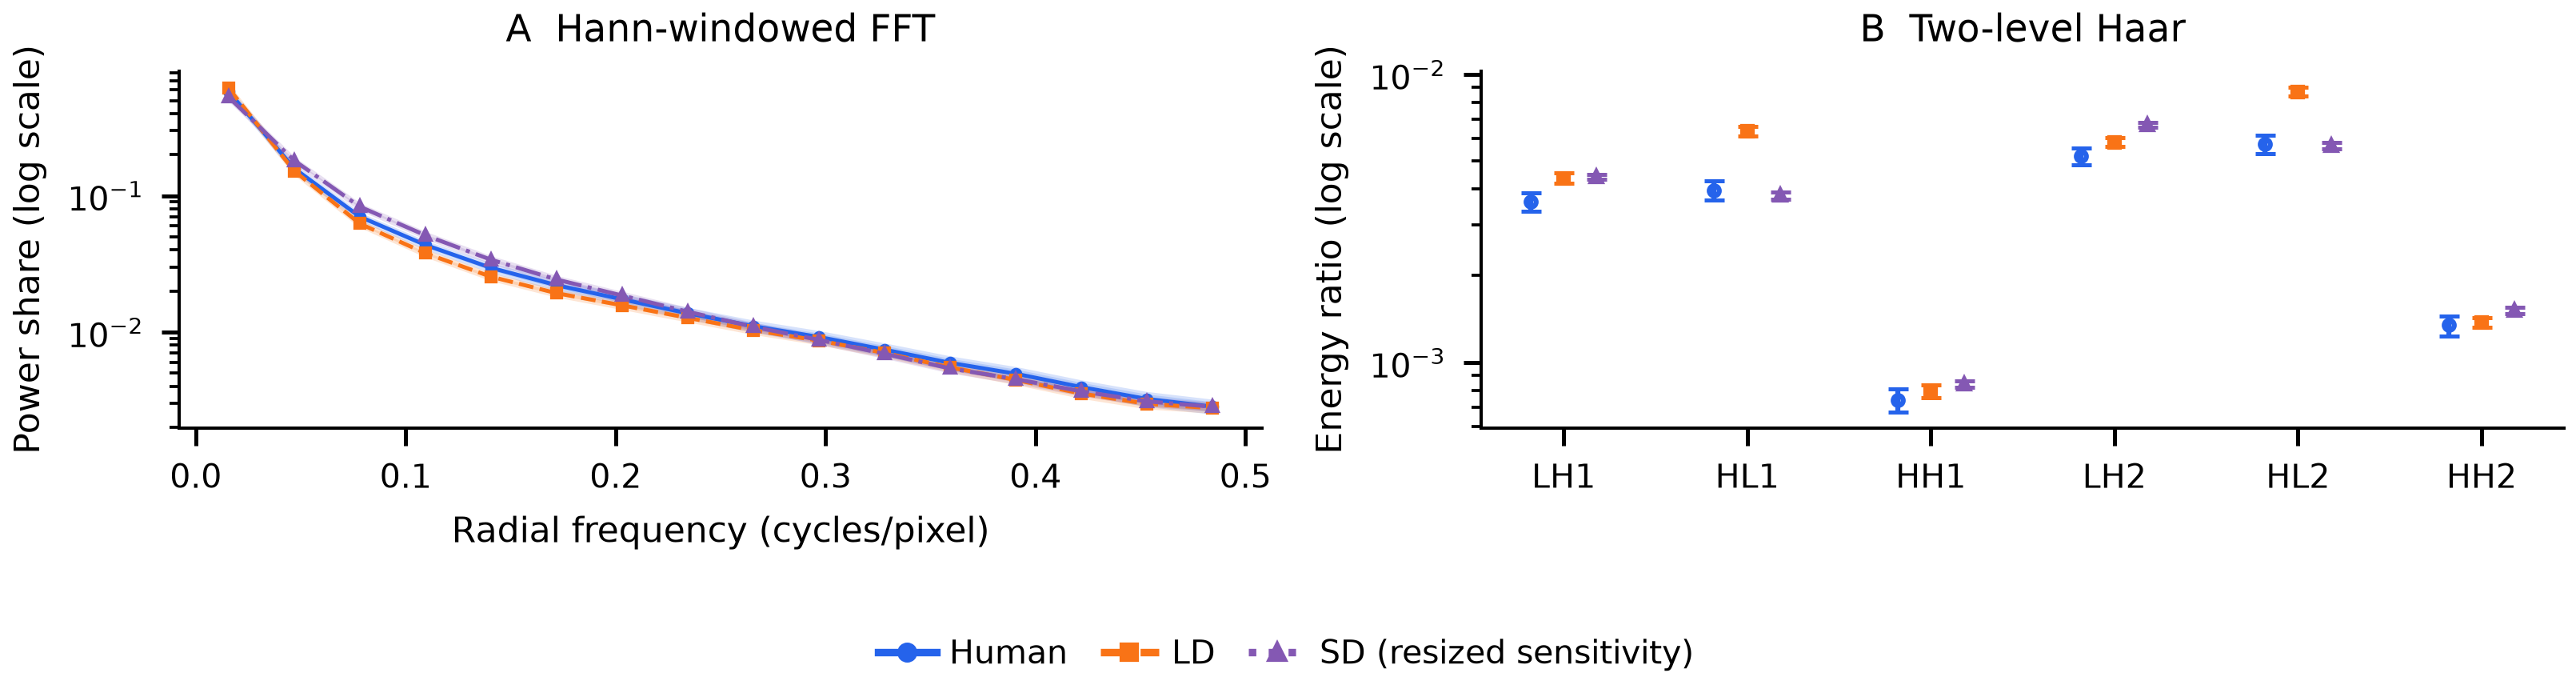 A  Hann-windowed FFT
Power share (log scale)
10⁻¹
10⁻²
0.0 0.1 0.2 0.3 0.4 0.5
Radial frequency (cycles/pixel)
B  Two-level Haar
Energy ratio (log scale)
10⁻²
10⁻³
LH1 HL1 HH1 LH2 HL2 HH2
Human LD SD (resized sensitivity)